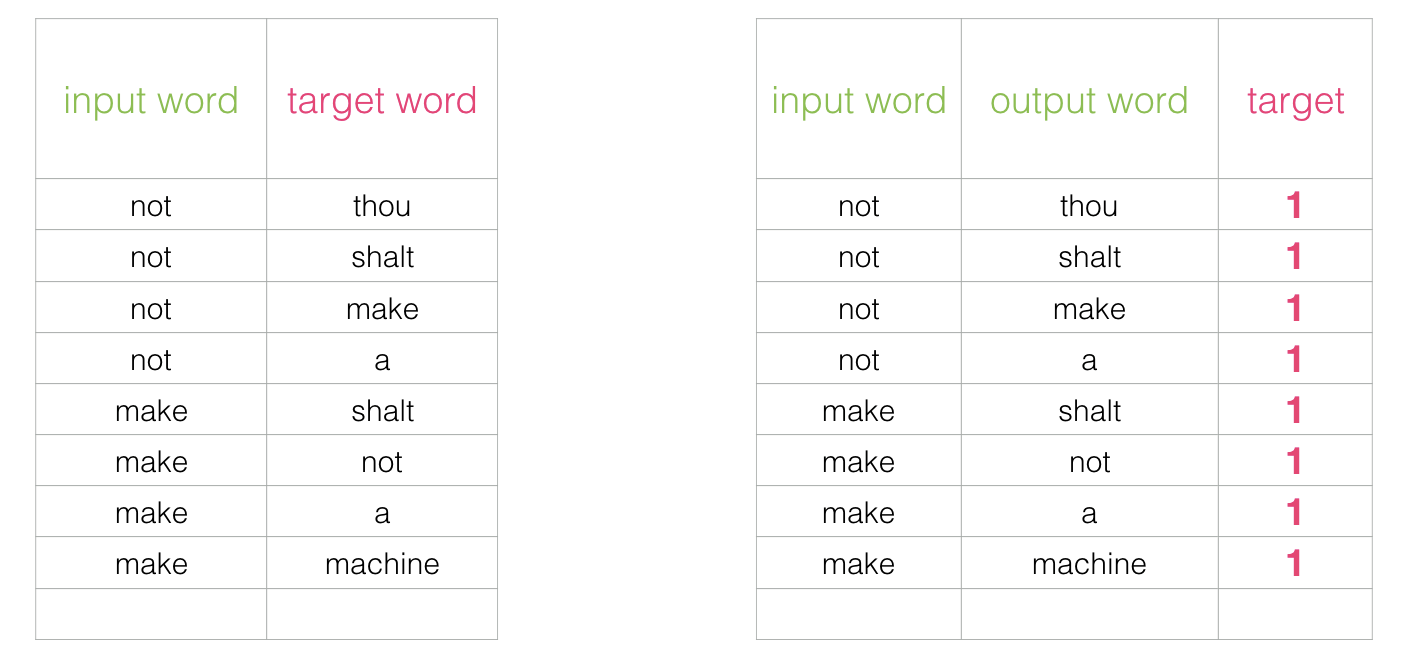 input word target word
not thou
not shalt
not make
not a
make shalt
make not
make a
make machine
input word output word target
not thou 1
not shalt 1
not make 1
not a 1
make shalt 1
make not 1
make a 1
make machine 1